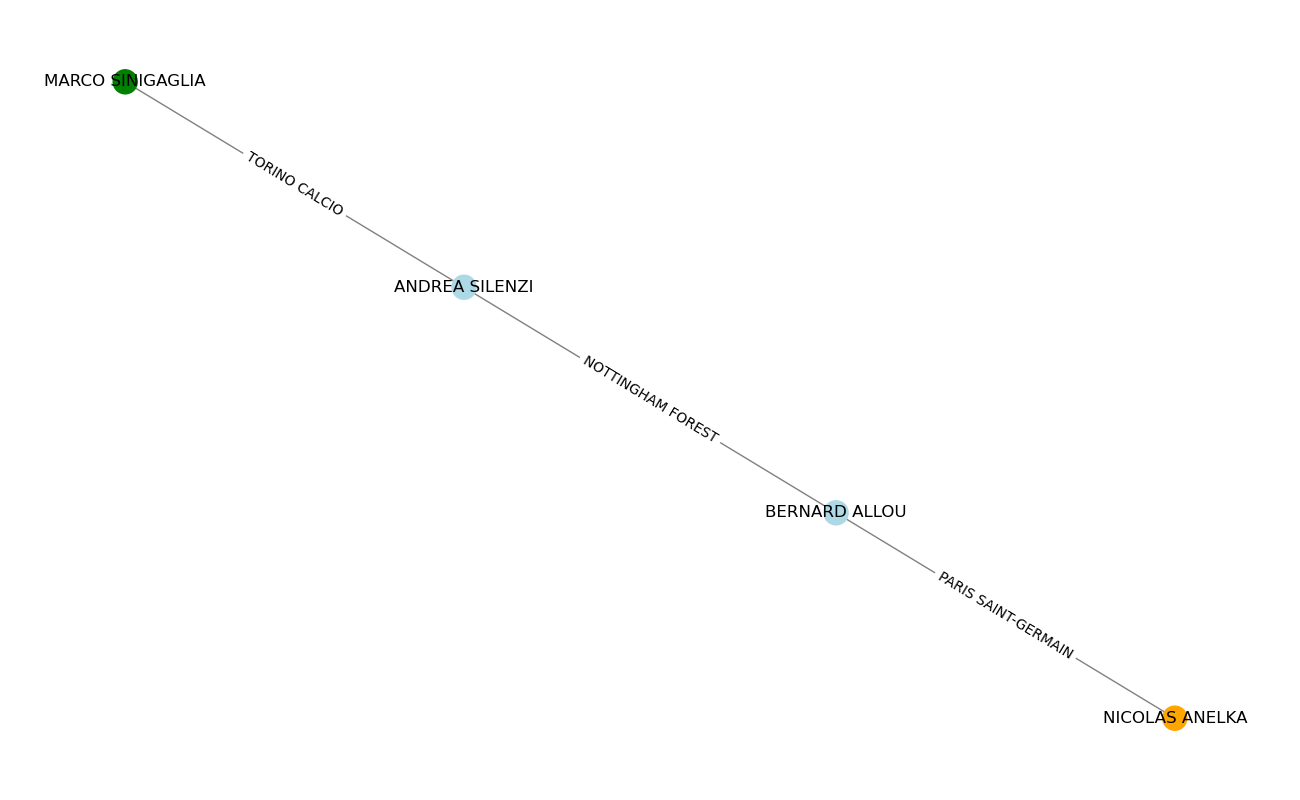 MARCO SINIGAGLIA
TORINO CALCIO
ANDREA SILENZI
NOTTINGHAM FOREST
BERNARD ALLOU
PARIS SAINT-GERMAIN
NICOLAS ANELKA